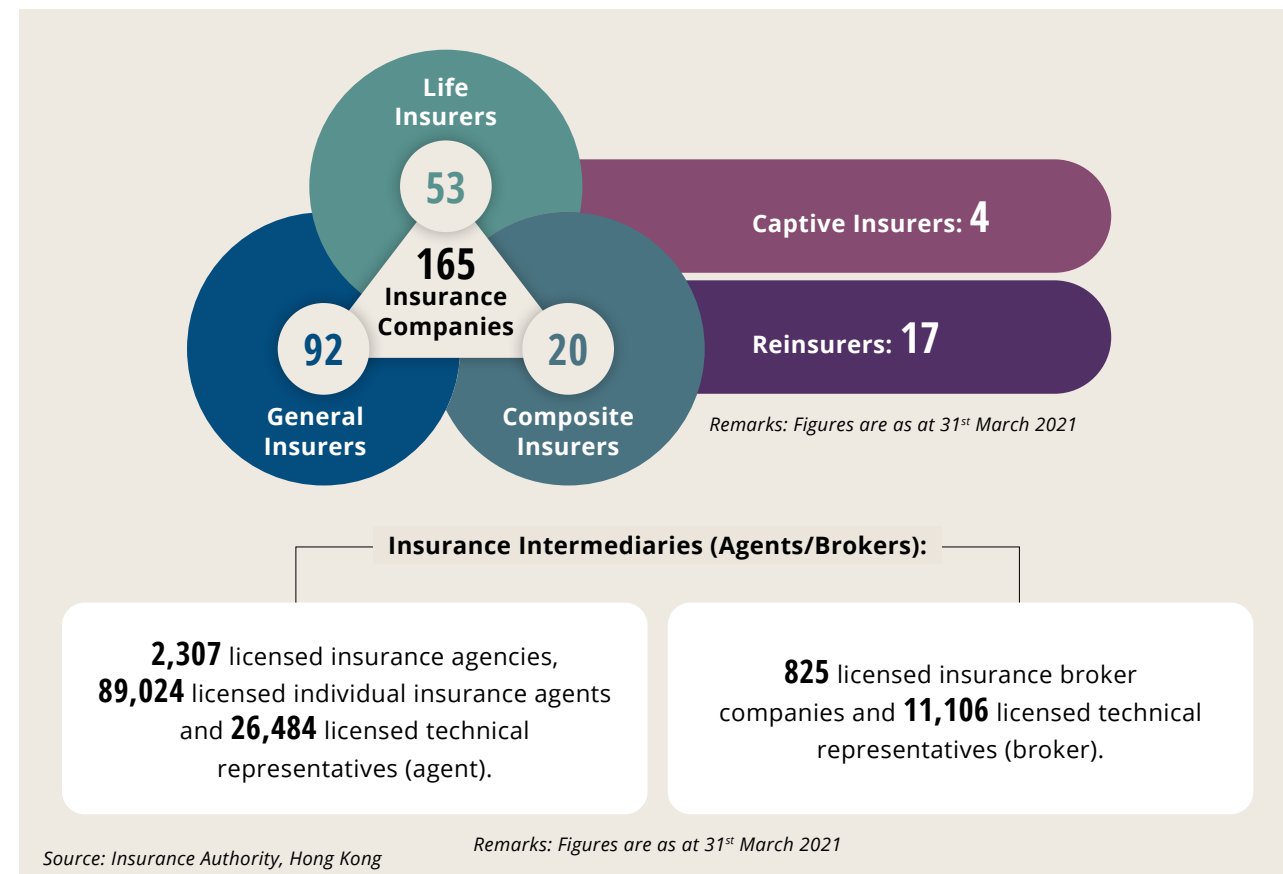 Life
Insurers
53
165
Insurance
Companies
92
20
General
Insurers
Composite
Insurers
Captive Insurers: 4
Reinsurers: 17
Remarks: Figures are as at 31st March 2021
Insurance Intermediaries (Agents/Brokers):
2,307 licensed insurance agencies,
89,024 licensed individual insurance agents
and 26,484 licensed technical
representatives (agent).
825 licensed insurance broker
companies and 11,106 licensed technical
representatives (broker).
Remarks: Figures are as at 31st March 2021
Source: Insurance Authority, Hong Kong